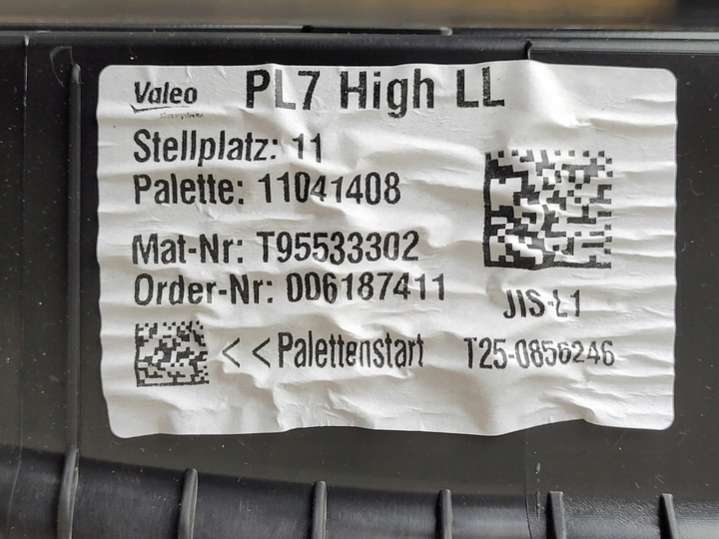 Valeo PL7 High LL
Stellplatz: 11
Palette: 11041408
Mat-Nr: T95533302
Order-Nr: 006187411
JIS-L1
<<Palettenstart T25-0856246